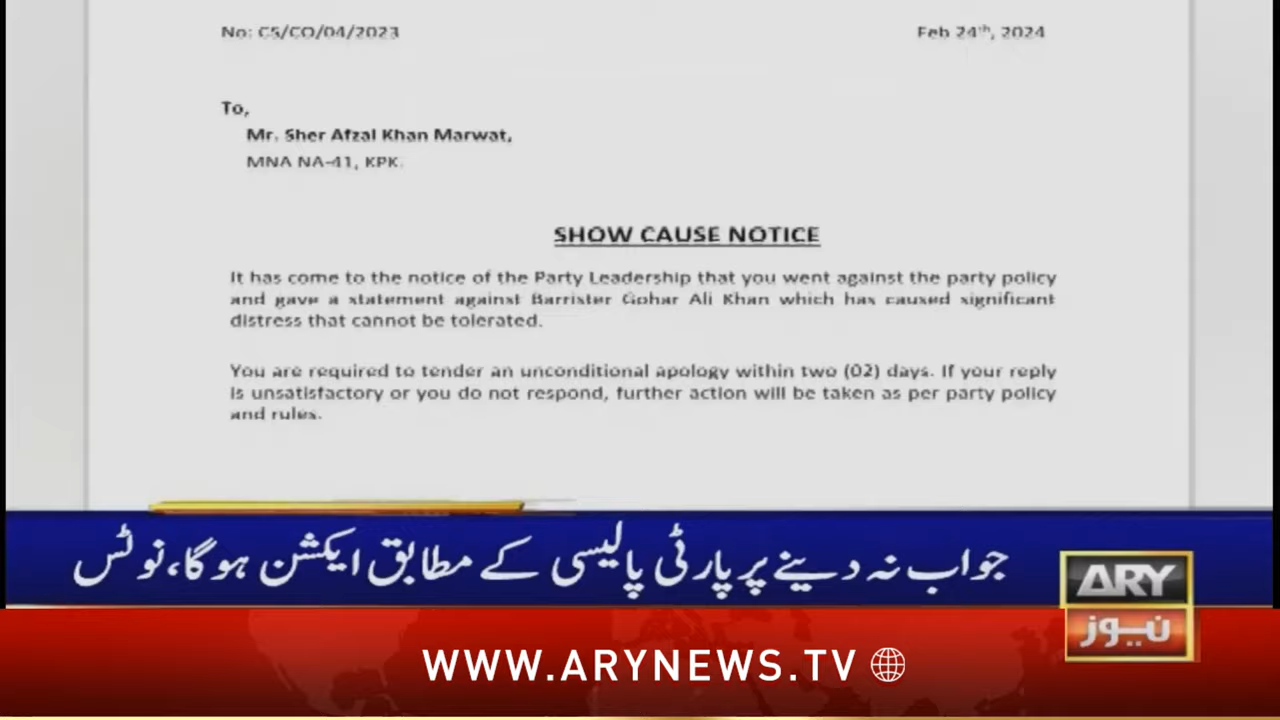 No: CS/CO/04/2023
Feb 24th, 2024
To,
Mr. Sher Afzal Khan Marwat,
MNA NA-41, KPK.
SHOW CAUSE NOTICE
It has come to the notice of the Party Leadership that you went against the party policy
and gave a statement against Barrister Gohar Ali Khan which has caused significant
distress that cannot be tolerated.
You are required to tender an unconditional apology within two (02) days. If your reply
is unsatisfactory or you do not respond, further action will be taken as per party policy
and rules.
جواب نہ دینے پر پارٹی پالیسی کے مطابق ایکشن ہوگا، نوٹس
ARY
نیوز
WWW.ARYNEWS.TV